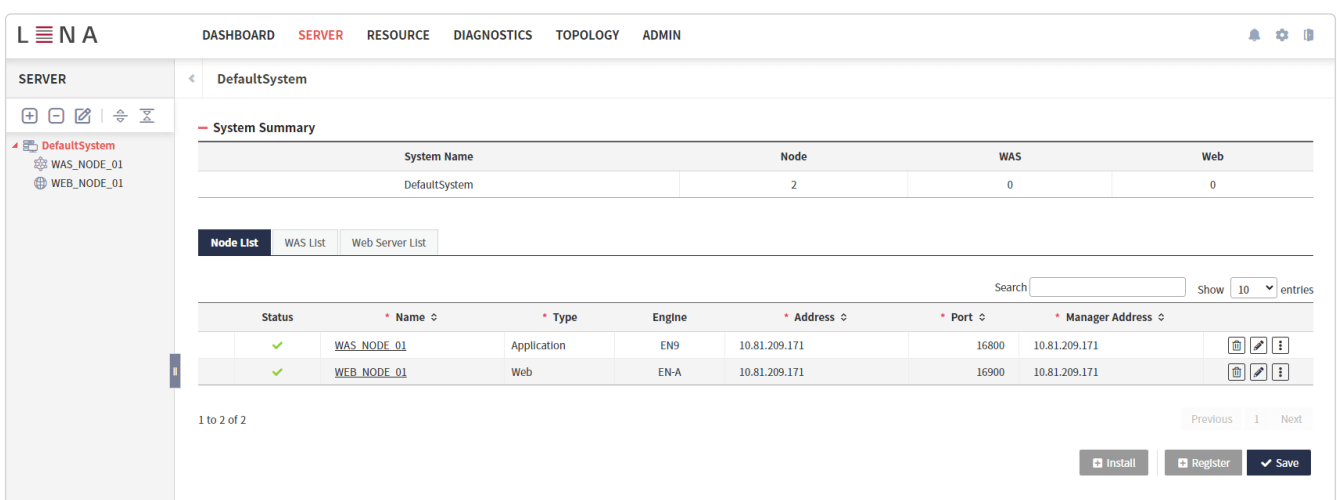 LENA
DASHBOARD SERVER RESOURCE DIAGNOSTICS TOPOLOGY ADMIN
SERVER
DefaultSystem
DefaultSystem
WAS_NODE_01
WEB_NODE_01
System Summary
System Name Node WAS Web
DefaultSystem 2 0 0
Node List WAS List Web Server List
Search Show 10 entries
Status * Name * Type Engine * Address * Port * Manager Address
WAS_NODE_01 Application EN9 10.81.209.171 16800 10.81.209.171
WEB_NODE_01 Web EN-A 10.81.209.171 16900 10.81.209.171
1 to 2 of 2
Previous 1 Next
Install Register Save